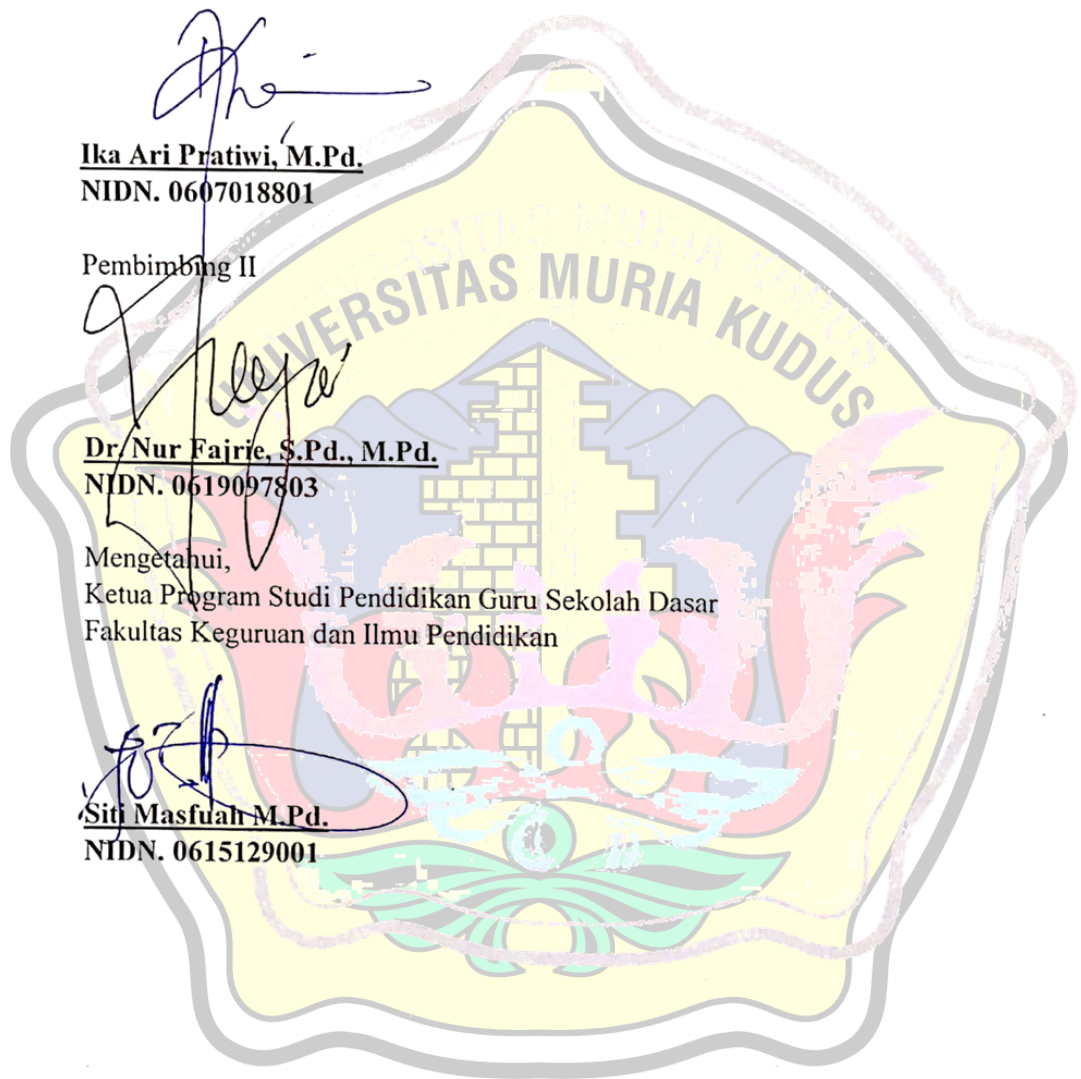 Ika Ari Pratiwi, M.Pd.
NIDN. 0607018801
Pembimbing II
UNIVERSITAS MURIA KUDUS
Dr. Nur Fajrie, S.Pd., M.Pd.
NIDN. 0619097803
Mengetahui,
Ketua Program Studi Pendidikan Guru Sekolah Dasar
Fakultas Keguruan dan Ilmu Pendidikan
Siti Masfuah M.Pd.
NIDN. 0615129001